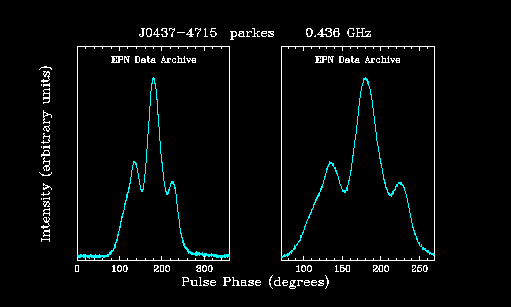 J0437-4715 parkes 0.436 GHz
EPN Data Archive EPN Data Archive
Intensity (arbitrary units)
0 100 200 300 100 150 200 250
Pulse Phase (degrees)